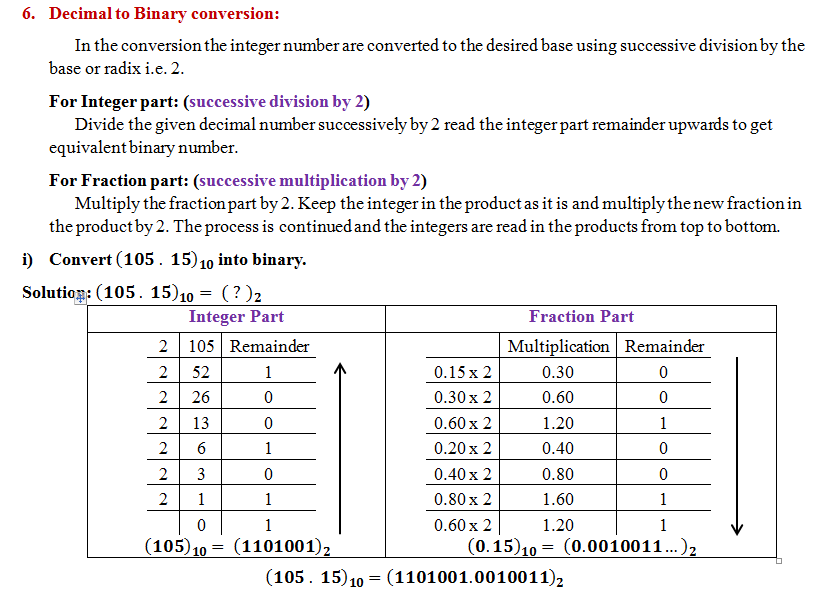 6. Decimal to Binary conversion:
In the conversion the integer number are converted to the desired base using successive division by the
base or radix i.e. 2.
For Integer part: (successive division by 2)
Divide the given decimal number successively by 2 read the integer part remainder upwards to get
equivalent binary number.
For Fraction part: (successive multiplication by 2)
Multiply the fraction part by 2. Keep the integer in the product as it is and multiply the new fraction in
the product by 2. The process is continued and the integers are read in the products from top to bottom.
i) Convert (105 . 15)₁₀ into binary.
Solution: (105 . 15)₁₀ = ( ? )₂
Integer Part
2 105 Remainder
2 52 1
2 26 0
2 13 0
2 6 1
2 3 0
2 1 1
0 1
(105)₁₀ = (1101001)₂
Fraction Part
Multiplication Remainder
0.15 x 2 0.30 0
0.30 x 2 0.60 0
0.60 x 2 1.20 1
0.20 x 2 0.40 0
0.40 x 2 0.80 0
0.80 x 2 1.60 1
0.60 x 2 1.20 1
(0.15)₁₀ = (0.0010011...)₂
(105 . 15)₁₀ = (1101001.0010011)₂